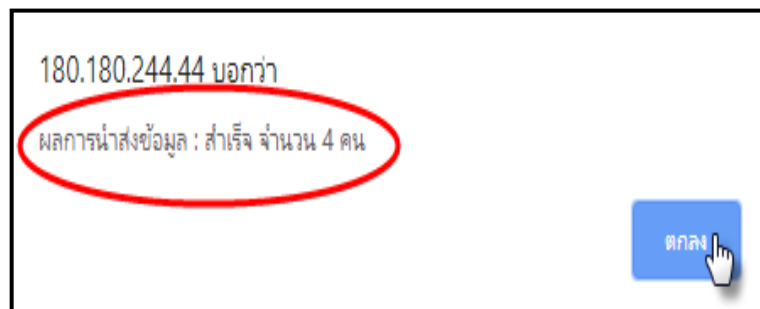 180.180.244.44 บอกว่า
ผลการนำส่งข้อมูล : สำเร็จ จำนวน 4 คน
ตกลง